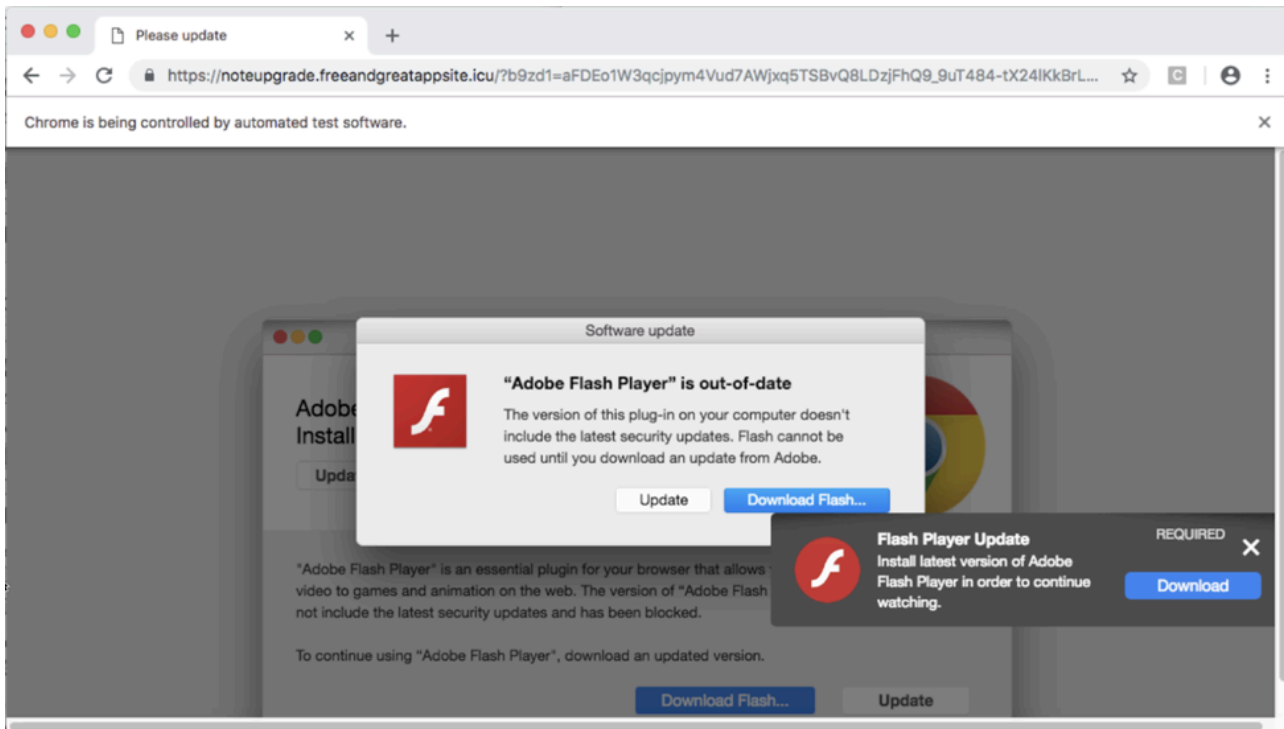 Please update
https://noteupgrade.freeandgreatappsite.icu/?b9zd1=aFDEo1W3qcjpym4Vud7AWjxq5TSBvQ8LDzjFhQ9_9uT484-tX24lKkBrL...
Chrome is being controlled by automated test software.
Software update
"Adobe Flash Player" is out-of-date
The version of this plug-in on your computer doesn't
include the latest security updates. Flash cannot be
used until you download an update from Adobe.
Update
Download Flash...
Adobe
Install
Upda
Flash Player Update
REQUIRED
Install latest version of Adobe
Flash Player in order to continue
watching.
Download
"Adobe Flash Player" is an essential plugin for your browser that allows
video to games and animation on the web. The version of "Adobe Flash
not include the latest security updates and has been blocked.
To continue using "Adobe Flash Player", download an updated version.
Download Flash...
Update